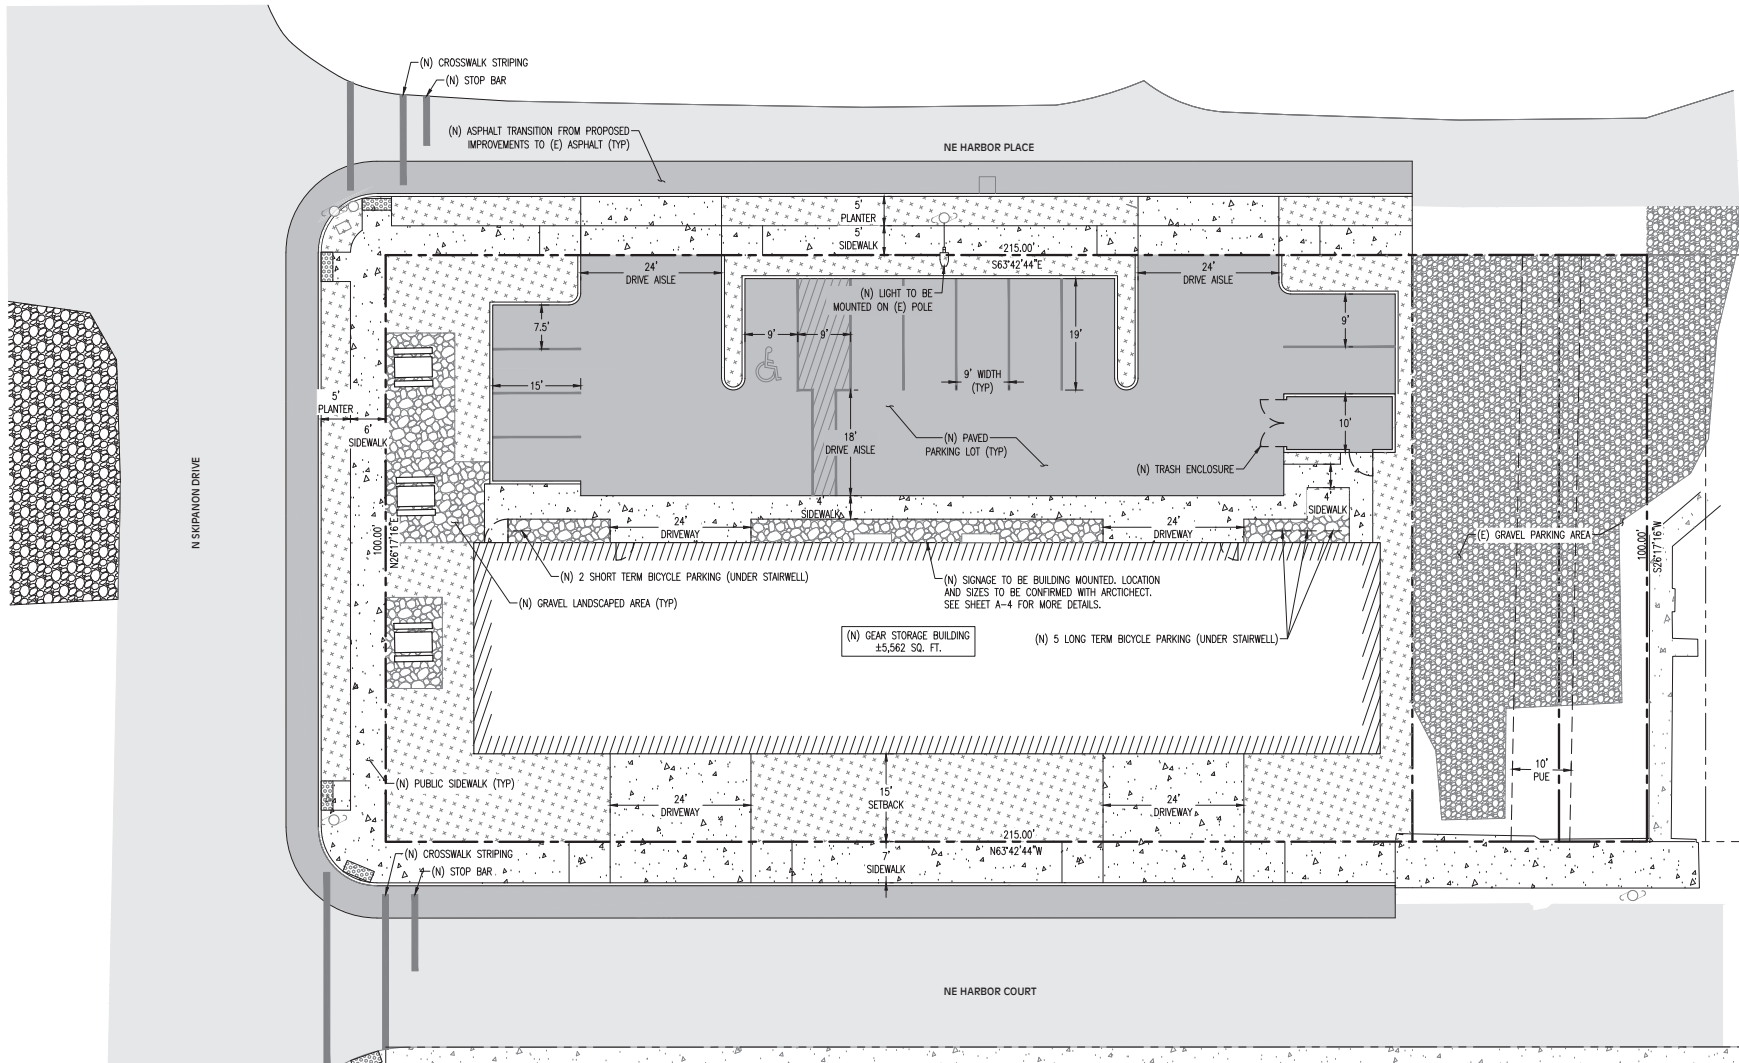 (N) CROSSWALK STRIPING
(N) STOP BAR
(N) ASPHALT TRANSITION FROM PROPOSED
IMPROVEMENTS TO (E) ASPHALT (TYP)
NE HARBOR PLACE
5'
PLANTER
5'
SIDEWALK
215.00'
S63°42'44"E
24'
DRIVE AISLE
24'
DRIVE AISLE
(N) LIGHT TO BE
MOUNTED ON (E) POLE
7.5'
9'
9'
19'
9'
15'
9' WIDTH
(TYP)
5'
PLANTER
6'
SIDEWALK
18'
DRIVE AISLE
(N) PAVED
PARKING LOT (TYP)
10'
(N) TRASH ENCLOSURE
4'
SIDEWALK
4'
SIDEWALK
N SKIPANON DRIVE
100.00'
N26°17'16"E
24'
DRIVEWAY
24'
DRIVEWAY
(E) GRAVEL PARKING AREA
100.00'
S26°17'16"W
(N) 2 SHORT TERM BICYCLE PARKING (UNDER STAIRWELL)
(N) GRAVEL LANDSCAPED AREA (TYP)
(N) SIGNAGE TO BE BUILDING MOUNTED. LOCATION
AND SIZES TO BE CONFIRMED WITH ARCTICHECT.
SEE SHEET A-4 FOR MORE DETAILS.
(N) GEAR STORAGE BUILDING
±5,562 SQ. FT.
(N) 5 LONG TERM BICYCLE PARKING (UNDER STAIRWELL)
(N) PUBLIC SIDEWALK (TYP)
10'
PUE
24'
DRIVEWAY
15'
SETBACK
24'
DRIVEWAY
215.00'
N63°42'44"W
7'
SIDEWALK
(N) CROSSWALK STRIPING
(N) STOP BAR
NE HARBOR COURT